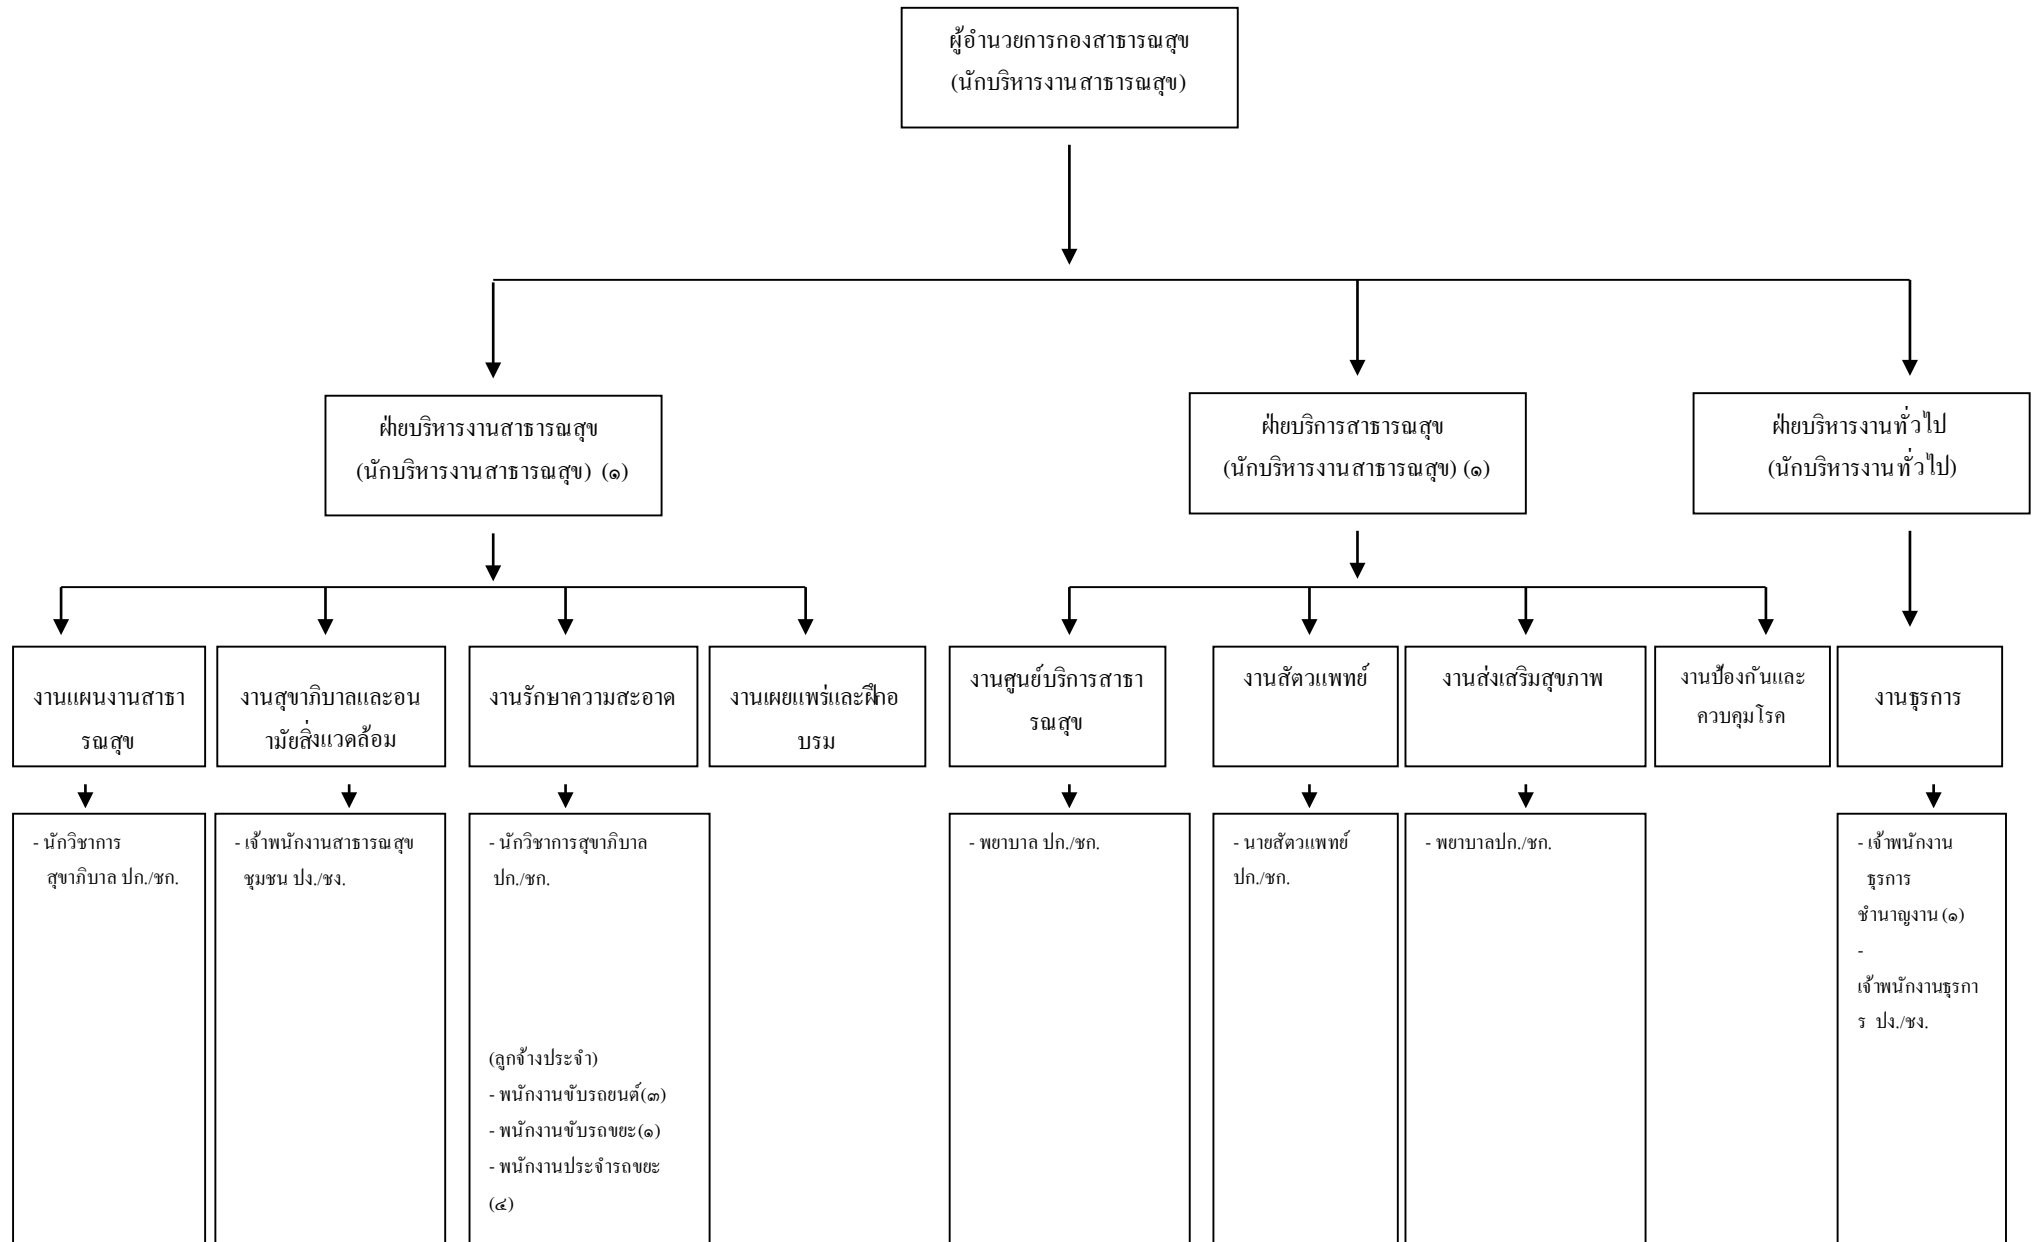 ผู้อำนวยการกองสาธารณสุข
(นักบริหารงานสาธารณสุข)
ฝ่ายบริหารงานสาธารณสุข
(นักบริหารงานสาธารณสุข) (๑)
ฝ่ายบริการสาธารณสุข
(นักบริหารงานสาธารณสุข) (๑)
ฝ่ายบริหารงานทั่วไป
(นักบริหารงานทั่วไป)
งานแผนงานสาธา
รณสุข
งานสุขาภิบาลและอน
ามัยสิ่งแวดล้อม
งานรักษาความสะอาด
งานเผยแพร่และฝึกอ
บรม
งานศูนย์บริการสาธา
รณสุข
งานสัตวแพทย์
งานส่งเสริมสุขภาพ
งานป้องกันและ
ควบคุมโรค
งานธุรการ
- นักวิชาการ
สุขาภิบาล ปก./ชก.
- เจ้าพนักงานสาธารณสุข
ชุมชน ปง./ชง.
- นักวิชาการสุขาภิบาล
ปก./ชก.
(ลูกจ้างประจำ)
- พนักงานขับรถยนต์(๓)
- พนักงานขับรถขยะ(๑)
- พนักงานประจำรถขยะ
(๔)
- พยาบาล ปก./ชก.
- นายสัตวแพทย์
ปก./ชก.
- พยาบาลปก./ชก.
- เจ้าพนักงาน
ธุรการ
ชำนาญงาน (๑)
-
เจ้าพนักงานธุรกา
ร ปง./ชง.